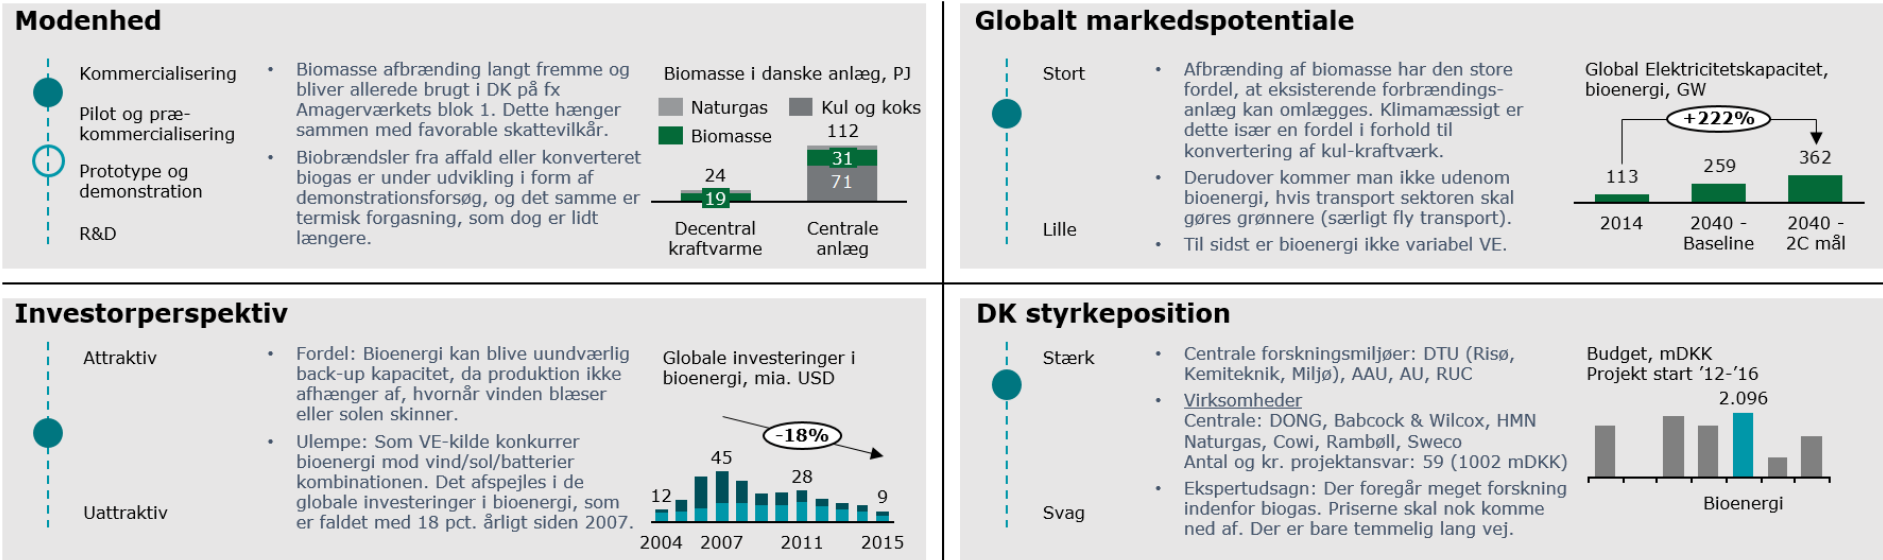 Modenhed
Kommercialisering
Pilot og præ-
kommercialisering
Prototype og
demonstration
R&D
• Biomasse afbrænding langt fremme og
bliver allerede brugt i DK på fx
Amagerværkets blok 1. Dette hænger
sammen med favorable skattevilkår.
• Biobrændsler fra affald eller konverteret
biogas er under udvikling i form af
demonstrationsforsøg, og det samme er
termisk forgasning, som dog er lidt
længere.
Biomasse i danske anlæg, PJ
Naturgas
Kul og koks
Biomasse
112
31
71
24
19
Decentral
kraftvarme
Centrale
anlæg
Globalt markedspotentiale
Stort
Lille
• Afbrænding af biomasse har den store
fordel, at eksisterende forbrændings-
anlæg kan omlægges. Klimamæssigt er
dette især en fordel i forhold til
konvertering af kul-kraftværk.
• Derudover kommer man ikke udenom
bioenergi, hvis transport sektoren skal
gøres grønnere (særligt fly transport).
• Til sidst er bioenergi ikke variabel VE.
Global Elektricitetskapacitet,
bioenergi, GW
+222%
113
259
362
2014
2040 -
Baseline
2040 -
2C mål
Investorperspektiv
Attraktiv
Uattraktiv
• Fordel: Bioenergi kan blive uundværlig
back-up kapacitet, da produktion ikke
afhænger af, hvornår vinden blæser
eller solen skinner.
• Ulempe: Som VE-kilde konkurrer
bioenergi mod vind/sol/batterier
kombinationen. Det afspejles i de
globale investeringer i bioenergi, som
er faldet med 18 pct. årligt siden 2007.
Globale investeringer i
bioenergi, mia. USD
-18%
12
45
28
9
2004
2007
2011
2015
DK styrkeposition
Stærk
Svag
• Centrale forskningsmiljøer: DTU (Risø,
Kemiteknik, Miljø), AAU, AU, RUC
• Virksomheder
Centrale: DONG, Babcock & Wilcox, HMN
Naturgas, Cowi, Rambøll, Sweco
Antal og kr. projektansvar: 59 (1002 mDKK)
• Ekspertudsagn: Der foregår meget forskning
indenfor biogas. Priserne skal nok komme
ned af. Der er bare temmelig lang vej.
Budget, mDKK
Projekt start ’12-’16
2.096
Bioenergi